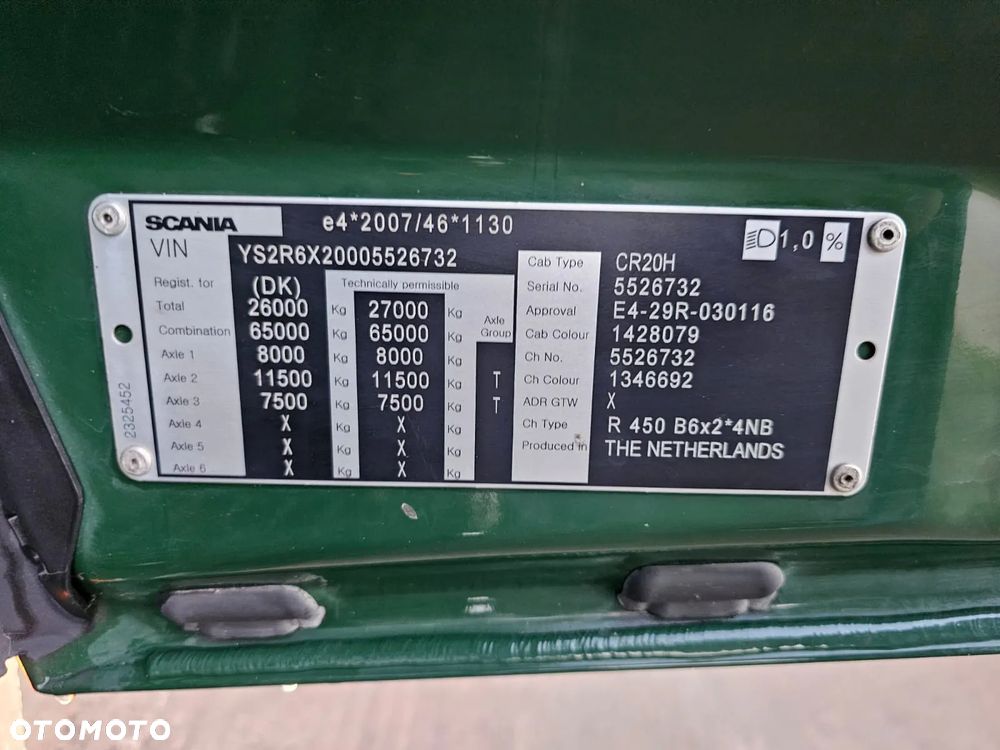 SCANIA e4*2007/46*1130
VIN YS2R6X20005526732
1,0 %
Regist. for (DK) Technically permissible
Total 26000 Kg 27000 Kg Axle Group
Combination 65000 Kg 65000 Kg
Axle 1 8000 Kg 8000 Kg
Axle 2 11500 Kg 11500 Kg T
Axle 3 7500 Kg 7500 Kg T
Axle 4 X Kg X Kg
Axle 5 X Kg X Kg
Axle 6 X Kg X Kg
Cab Type CR20H
Serial No. 5526732
Approval E4-29R-030116
Cab Colour 1428079
Ch No. 5526732
Ch Colour 1346692
ADR GTW X
Ch Type R 450 B6x2*4NB
Produced in THE NETHERLANDS
2325452
OTOMOTO